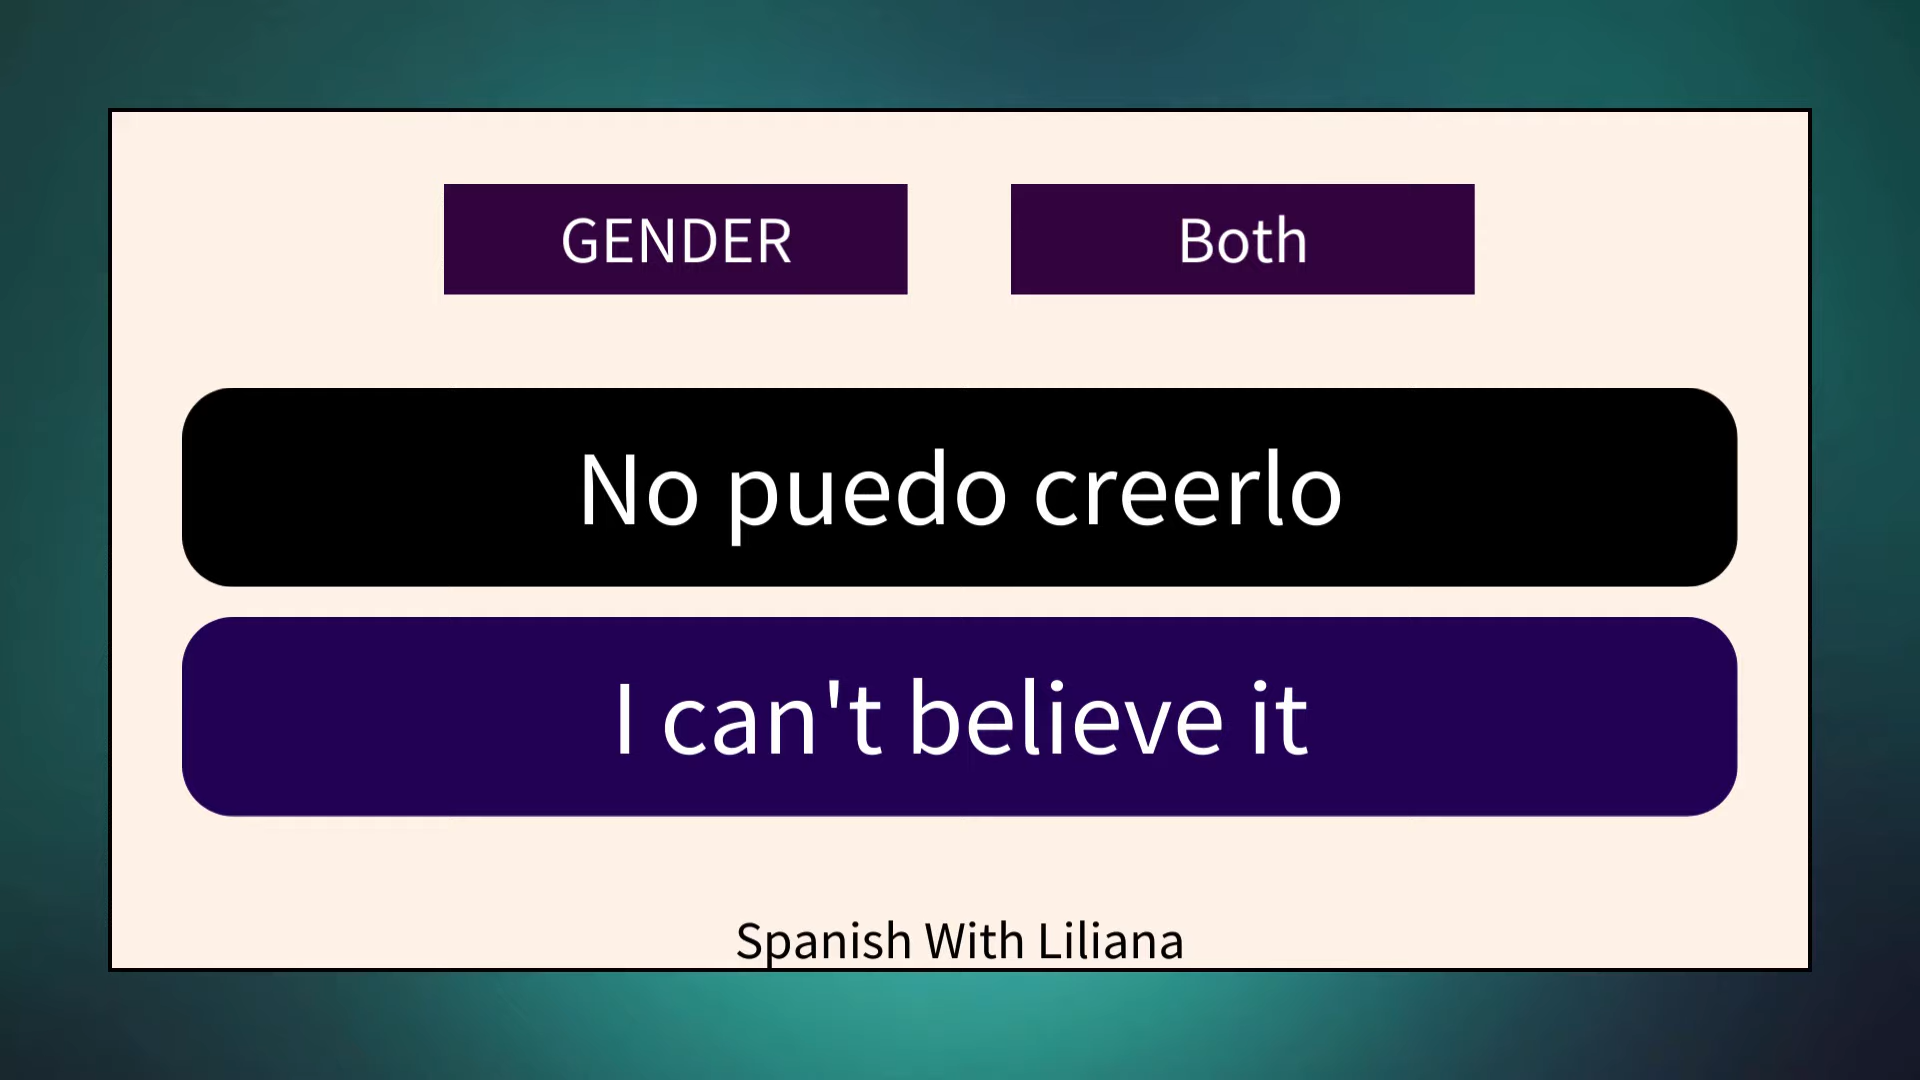 GENDER
Both
No puedo creerlo
I can't believe it
Spanish With Liliana